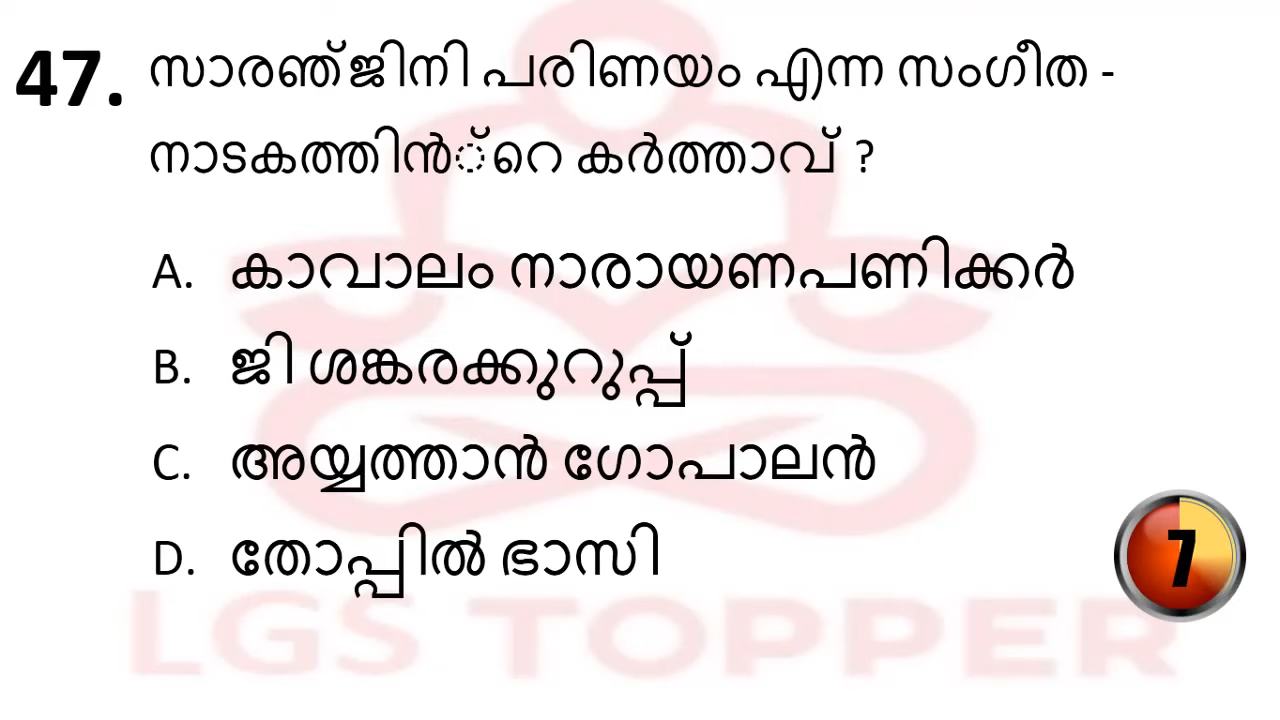 47. സാരഞ്ജിനി പരിണയം എന്ന സംഗീത -
നാടകത്തിൻ്റെ കർത്താവ് ?
A. കാവാലം നാരായണപണിക്കർ
B. ജി ശങ്കരക്കുറുപ്പ്
C. അയ്യത്താൻ ഗോപാലൻ
D. തോപ്പിൽ ഭാസി
7
LGS TOPPER